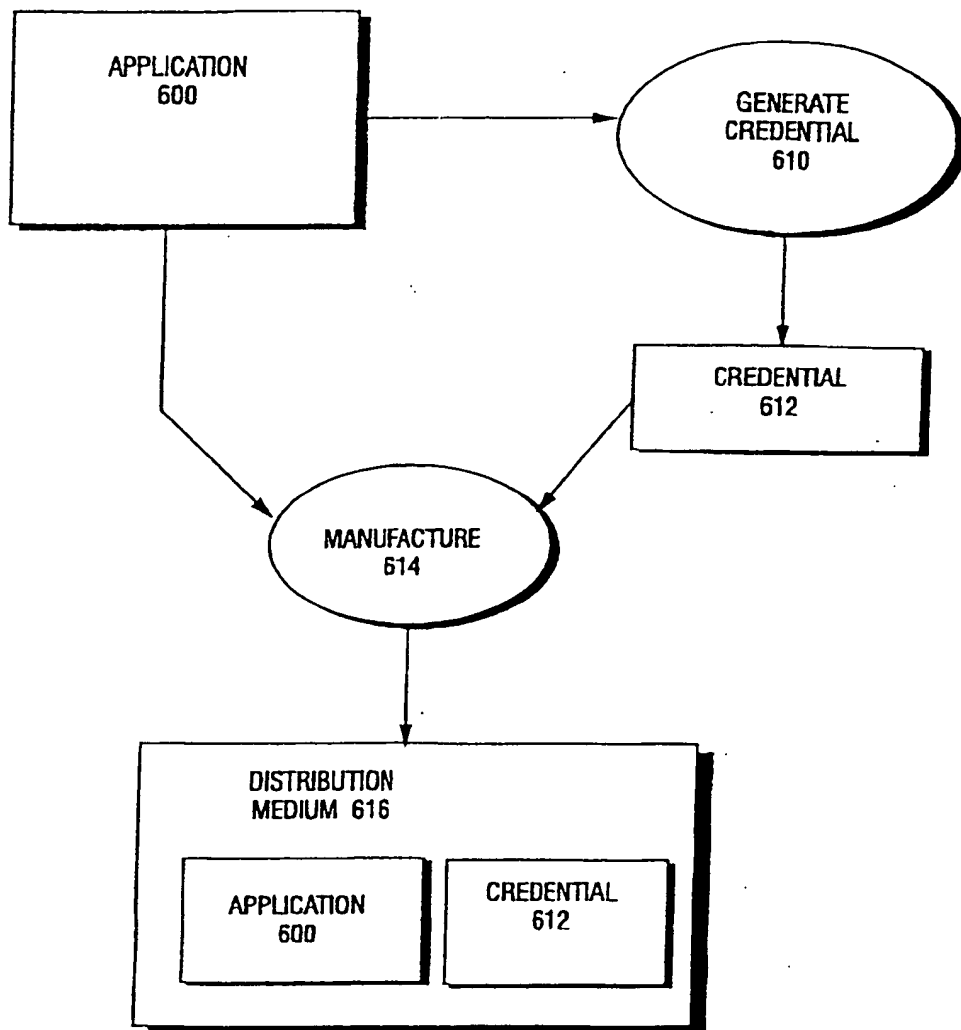 APPLICATION
600
GENERATE
CREDENTIAL
610
CREDENTIAL
612
MANUFACTURE
614
DISTRIBUTION
MEDIUM 616
APPLICATION
600
CREDENTIAL
612